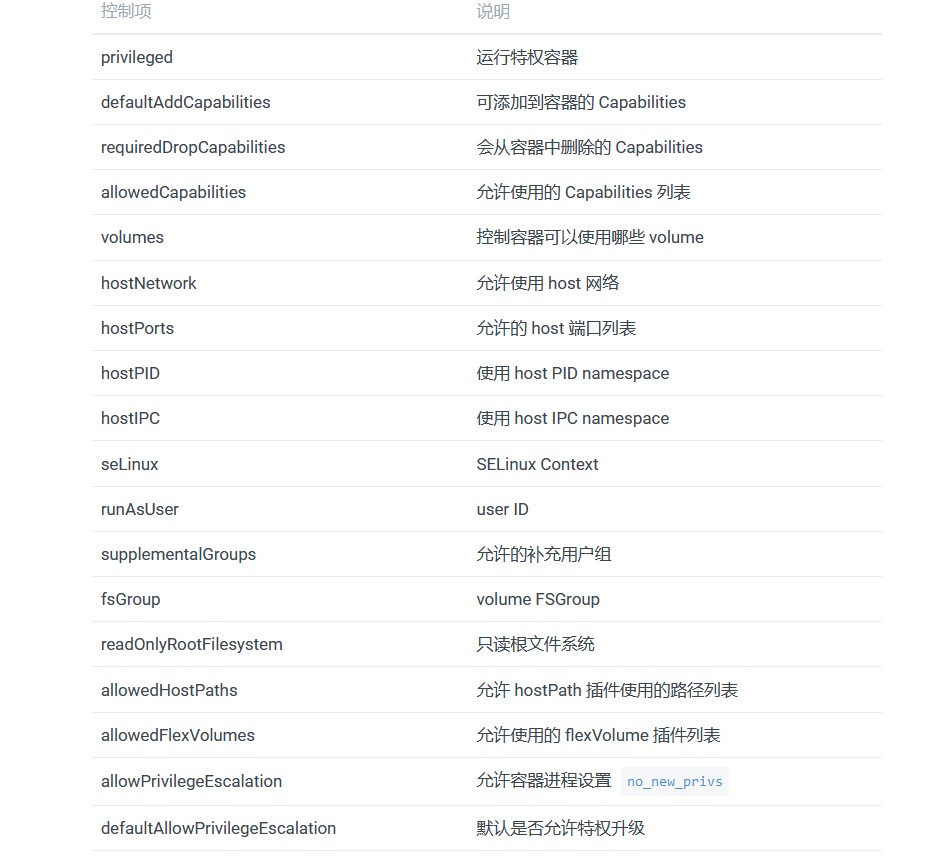 控制项 说明
privileged 运行特权容器
defaultAddCapabilities 可添加到容器的 Capabilities
requiredDropCapabilities 会从容器中删除的 Capabilities
allowedCapabilities 允许使用的 Capabilities 列表
volumes 控制容器可以使用哪些 volume
hostNetwork 允许使用 host 网络
hostPorts 允许的 host 端口列表
hostPID 使用 host PID namespace
hostIPC 使用 host IPC namespace
seLinux SELinux Context
runAsUser user ID
supplementalGroups 允许的补充用户组
fsGroup volume FSGroup
readOnlyRootFilesystem 只读根文件系统
allowedHostPaths 允许 hostPath 插件使用的路径列表
allowedFlexVolumes 允许使用的 flexVolume 插件列表
allowPrivilegeEscalation 允许容器进程设置 no_new_privs
defaultAllowPrivilegeEscalation 默认是否允许特权升级